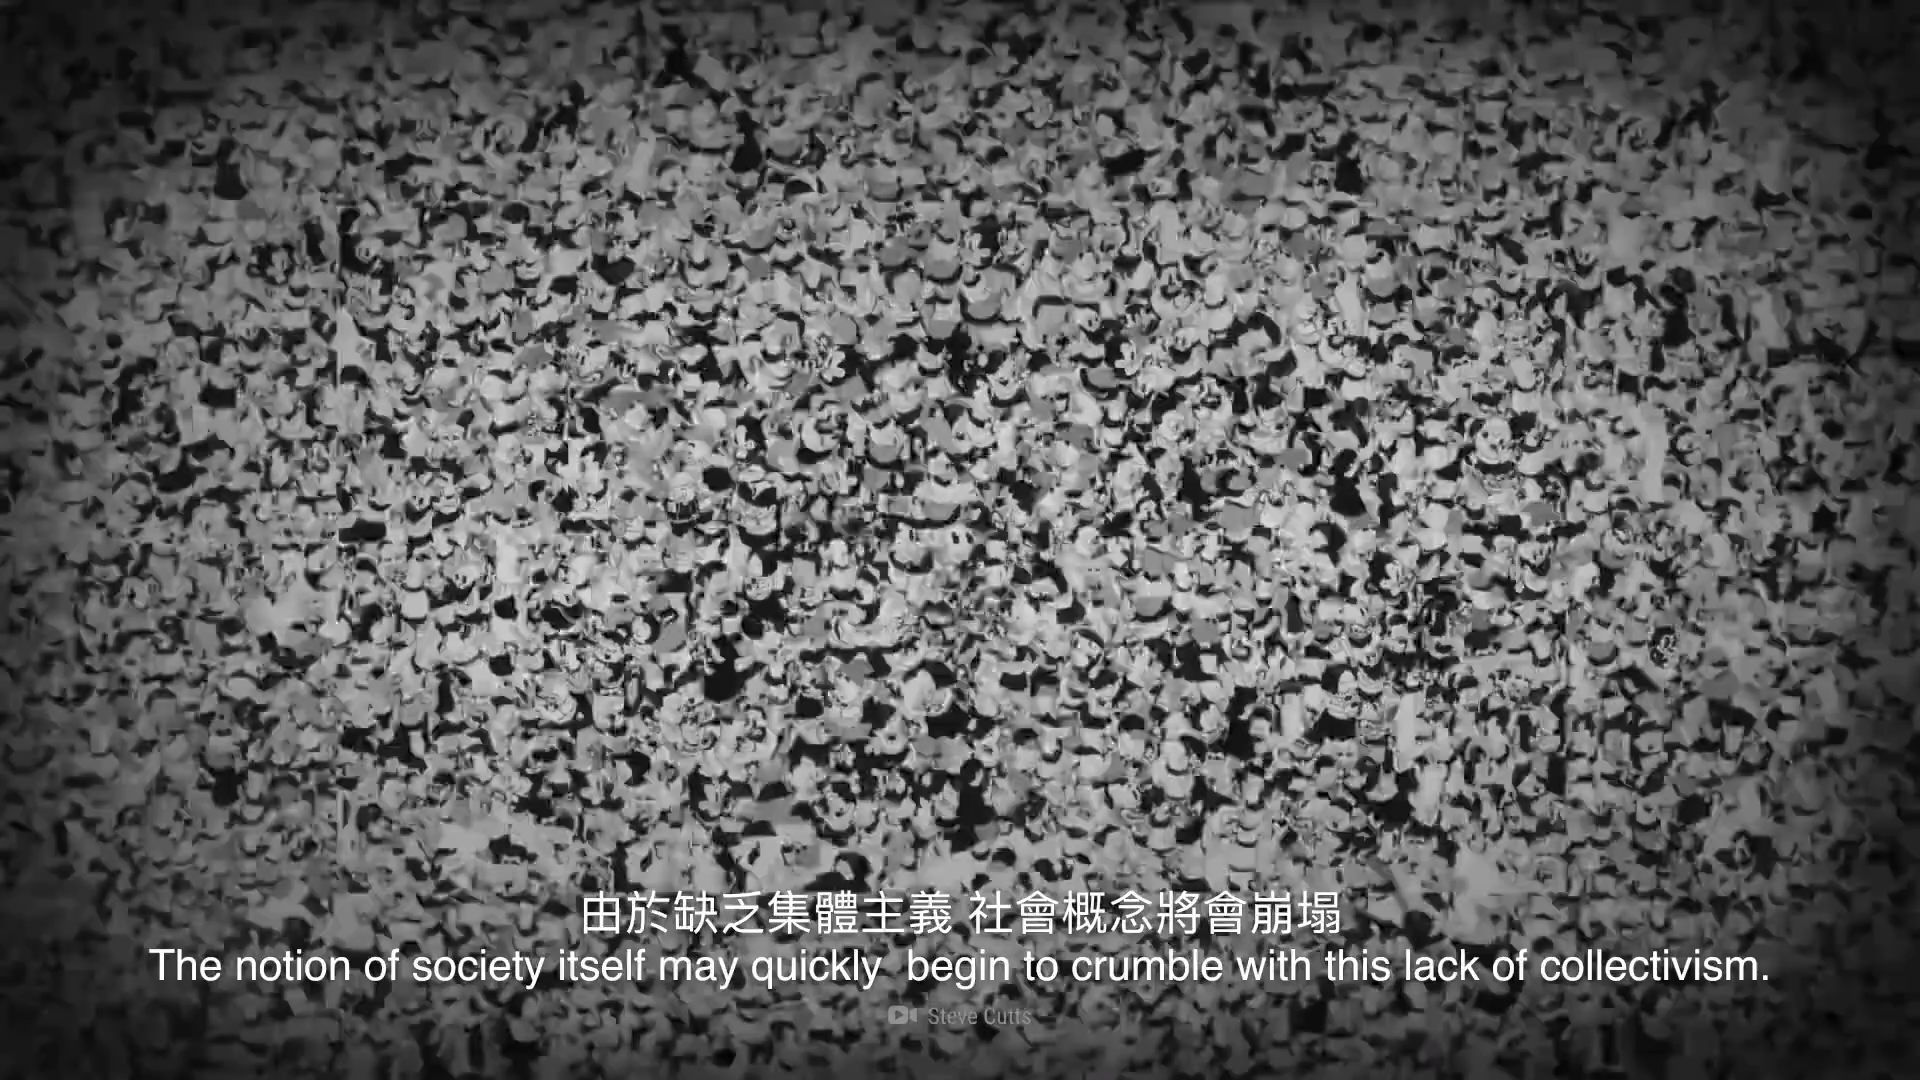 由於缺乏集體主義 社會概念將會崩塌
The notion of society itself may quickly  begin to crumble with this lack of collectivism.
Steve Cutts